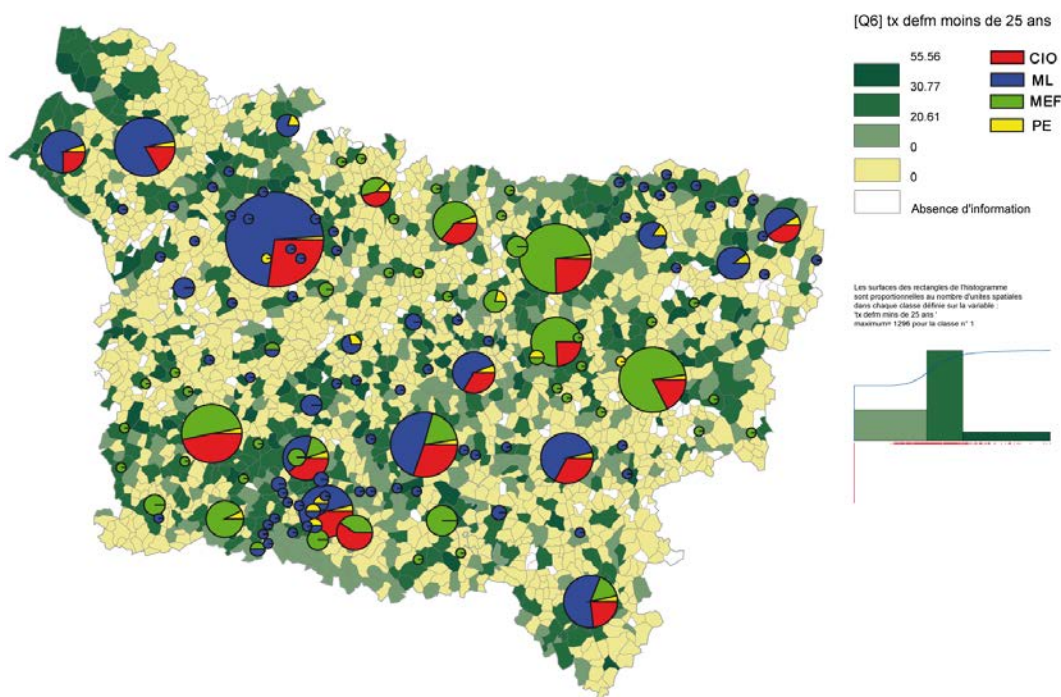 [Q6] tx defm moins de 25 ans
55.56
30.77
20.61
0
0
Absence d'information
CIO
ML
MEF
PE
Les surfaces des rectangles de l'histogramme
sont proportionnelles au nombre d'unites spatiales
dans chaque classe définie sur la variable :
'tx defm mins de 25 ans '
maximum= 1296 pour la classe n° 1